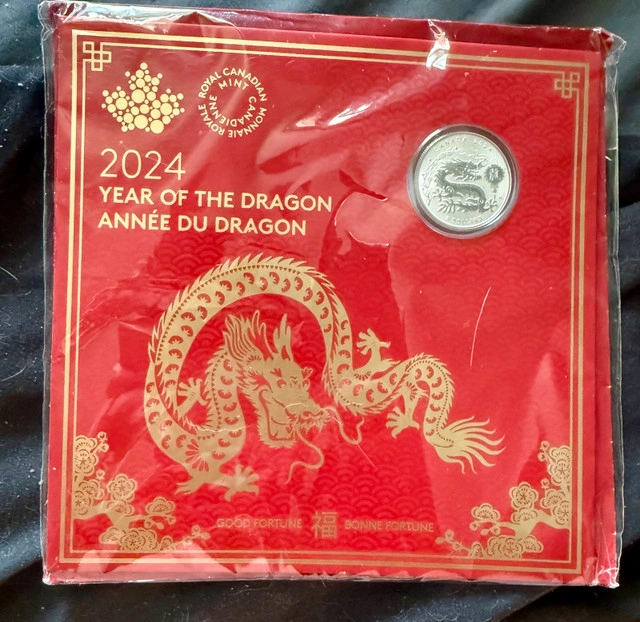 ROYAL CANADIAN MINT
MONNAIE ROYALE CANADIENNE
2024
YEAR OF THE DRAGON
ANNÉE DU DRAGON
GOOD FORTUNE 福 BONNE FORTUNE